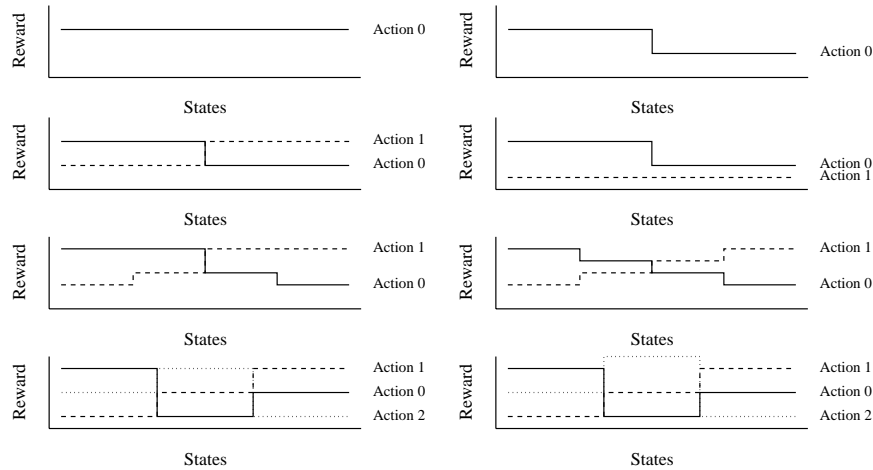 Reward
Action 0
States
Reward
Action 0
States
Reward
Action 1
Action 0
States
Reward
Action 0
Action 1
States
Reward
Action 1
Action 0
States
Reward
Action 1
Action 0
States
Reward
Action 1
Action 0
Action 2
States
Reward
Action 1
Action 0
Action 2
States